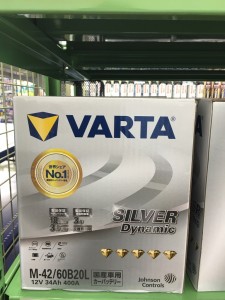 VARTA
No.1
SILVER
Dynamic
M-42/60B20L
12V 34Ah 400A
国産車用
カーバッテリー
Johnson
Controls